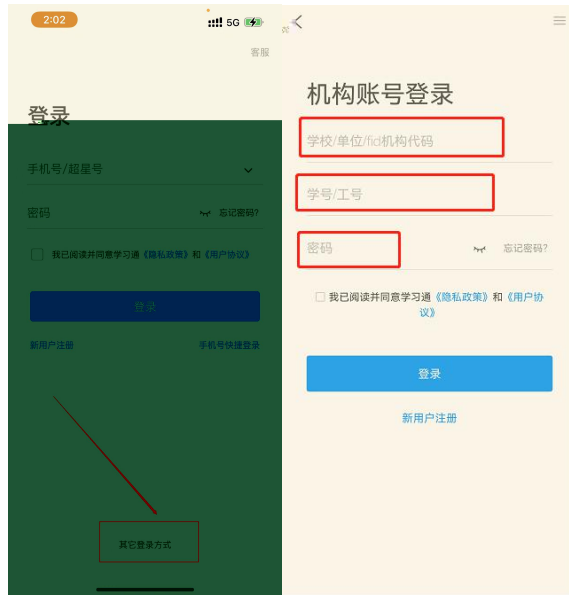 2:02
5G
客服
登录
手机号/超星号
密码
忘记密码?
我已阅读并同意学习通《隐私政策》和《用户协议》
登录
新用户注册
手机号快捷登录
其它登录方式
机构账号登录
学校/单位/fid机构代码
学号/工号
密码
忘记密码?
我已阅读并同意学习通《隐私政策》和《用户协
议》
登录
新用户注册